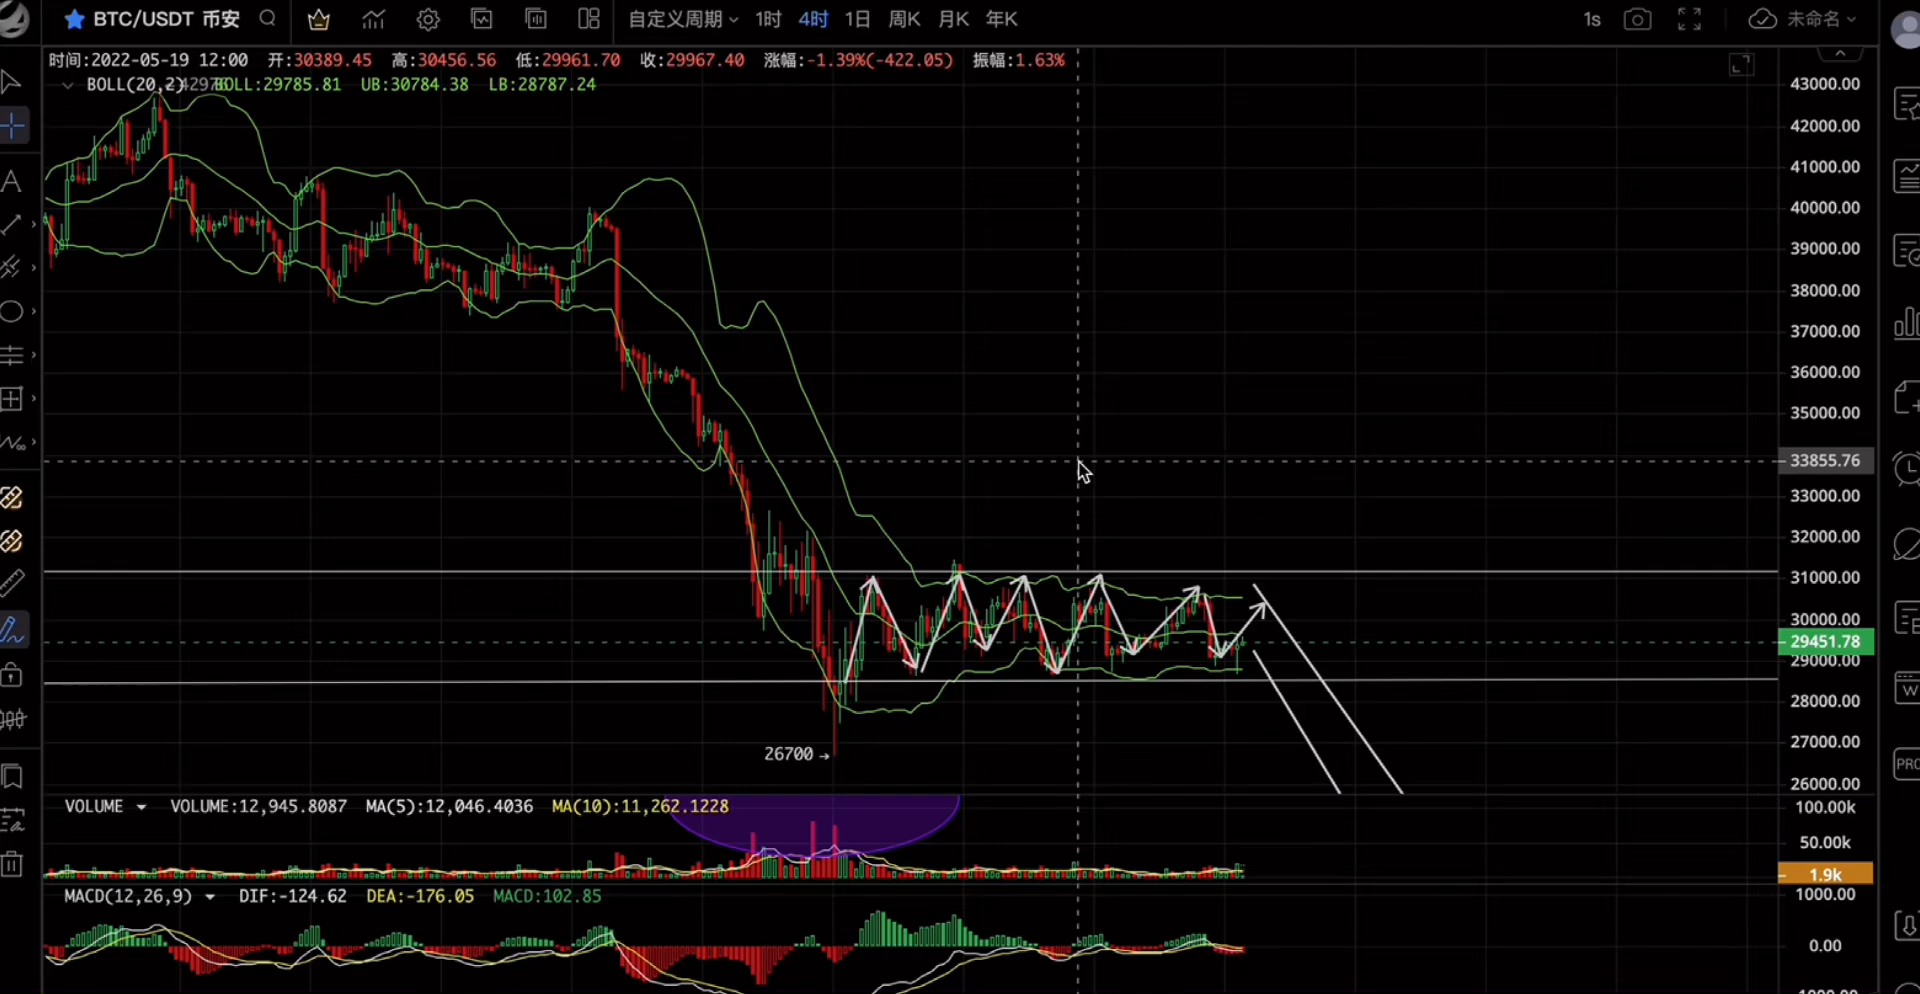 BTC/USDT 币安 自定义周期 1时 4时 1日 周K 月K 年K 1s 未命名
时间:2022-05-19 12:00 开:30389.45 高:30456.56 低:29961.70 收:29967.40 涨幅:-1.39%(-422.05) 振幅:1.63%
BOLL(20,2) BOLL:29785.81 UB:30784.38 LB:28787.24
43000.00
42000.00
41000.00
40000.00
39000.00
38000.00
37000.00
36000.00
35000.00
33855.76
33000.00
32000.00
31000.00
30000.00
29451.78
29000.00
28000.00
27000.00
26000.00
26700→
VOLUME VOLUME:12,945.8087 MA(5):12,046.4036 MA(10):11,262.1228
100.00k
50.00k
1.9k
MACD(12,26,9) DIF:-124.62 DEA:-176.05 MACD:102.85
1000.00
0.00
A
W
PRO